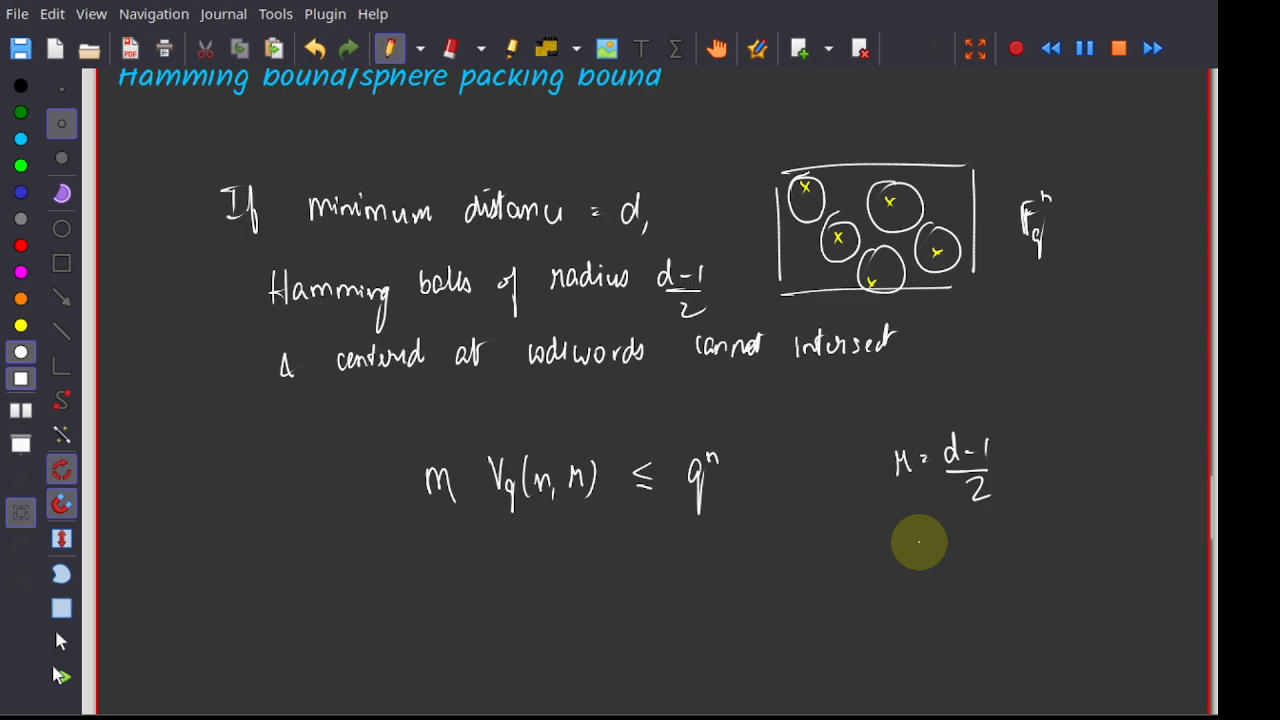 File Edit View Navigation Journal Tools Plugin Help
Hamming bound/sphere packing bound
If minimum distance = d,
Hamming balls of radius d-1/2
& centered at codewords cannot intersect
x x x x x
F_q^n
M V_q(n, r) ≤ q^n
r = d-1/2